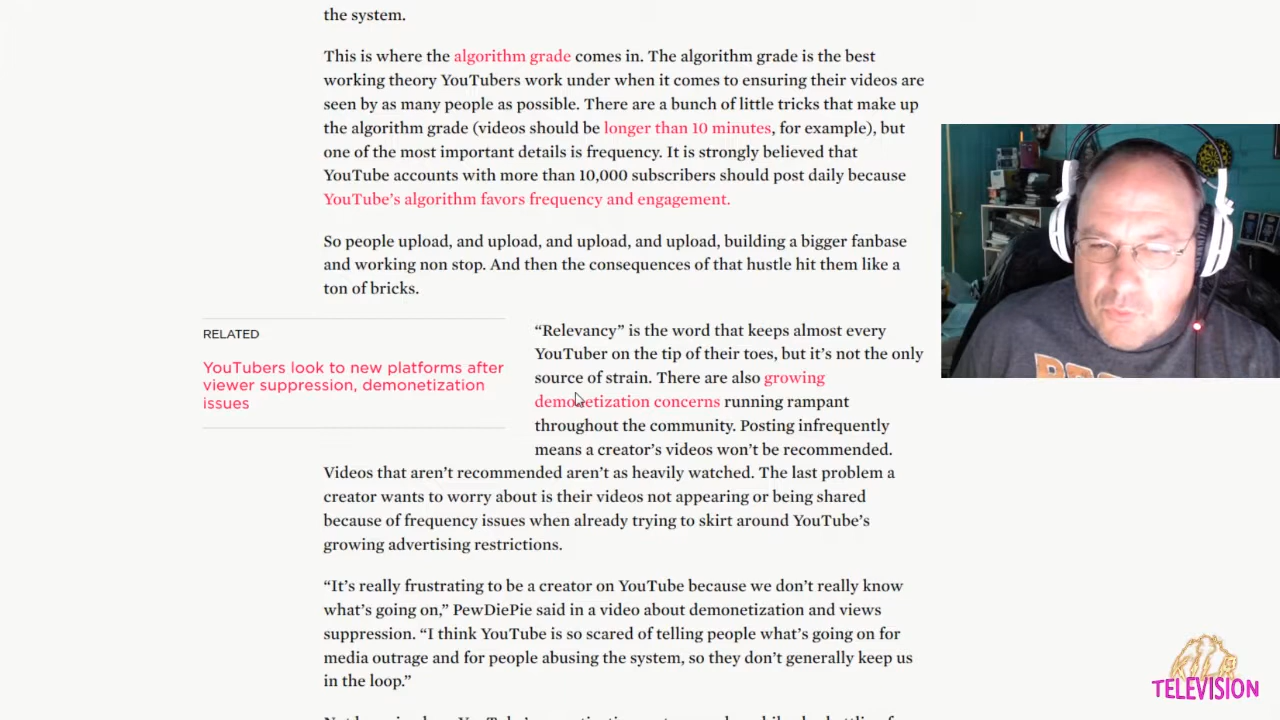 the system.
This is where the algorithm grade comes in. The algorithm grade is the best
working theory YouTubers work under when it comes to ensuring their videos are
seen by as many people as possible. There are a bunch of little tricks that make up
the algorithm grade (videos should be longer than 10 minutes, for example), but
one of the most important details is frequency. It is strongly believed that
YouTube accounts with more than 10,000 subscribers should post daily because
YouTube’s algorithm favors frequency and engagement.
So people upload, and upload, and upload, and upload, building a bigger fanbase
and working non stop. And then the consequences of that hustle hit them like a
ton of bricks.
RELATED
YouTubers look to new platforms after
viewer suppression, demonetization
issues
“Relevancy” is the word that keeps almost every
YouTuber on the tip of their toes, but it’s not the only
source of strain. There are also growing
demonetization concerns running rampant
throughout the community. Posting infrequently
means a creator’s videos won’t be recommended.
Videos that aren’t recommended aren’t as heavily watched. The last problem a
creator wants to worry about is their videos not appearing or being shared
because of frequency issues when already trying to skirt around YouTube’s
growing advertising restrictions.
“It’s really frustrating to be a creator on YouTube because we don’t really know
what’s going on,” PewDiePie said in a video about demonetization and views
suppression. “I think YouTube is so scared of telling people what’s going on for
media outrage and for people abusing the system, so they don’t generally keep us
in the loop.”
TELEVISION